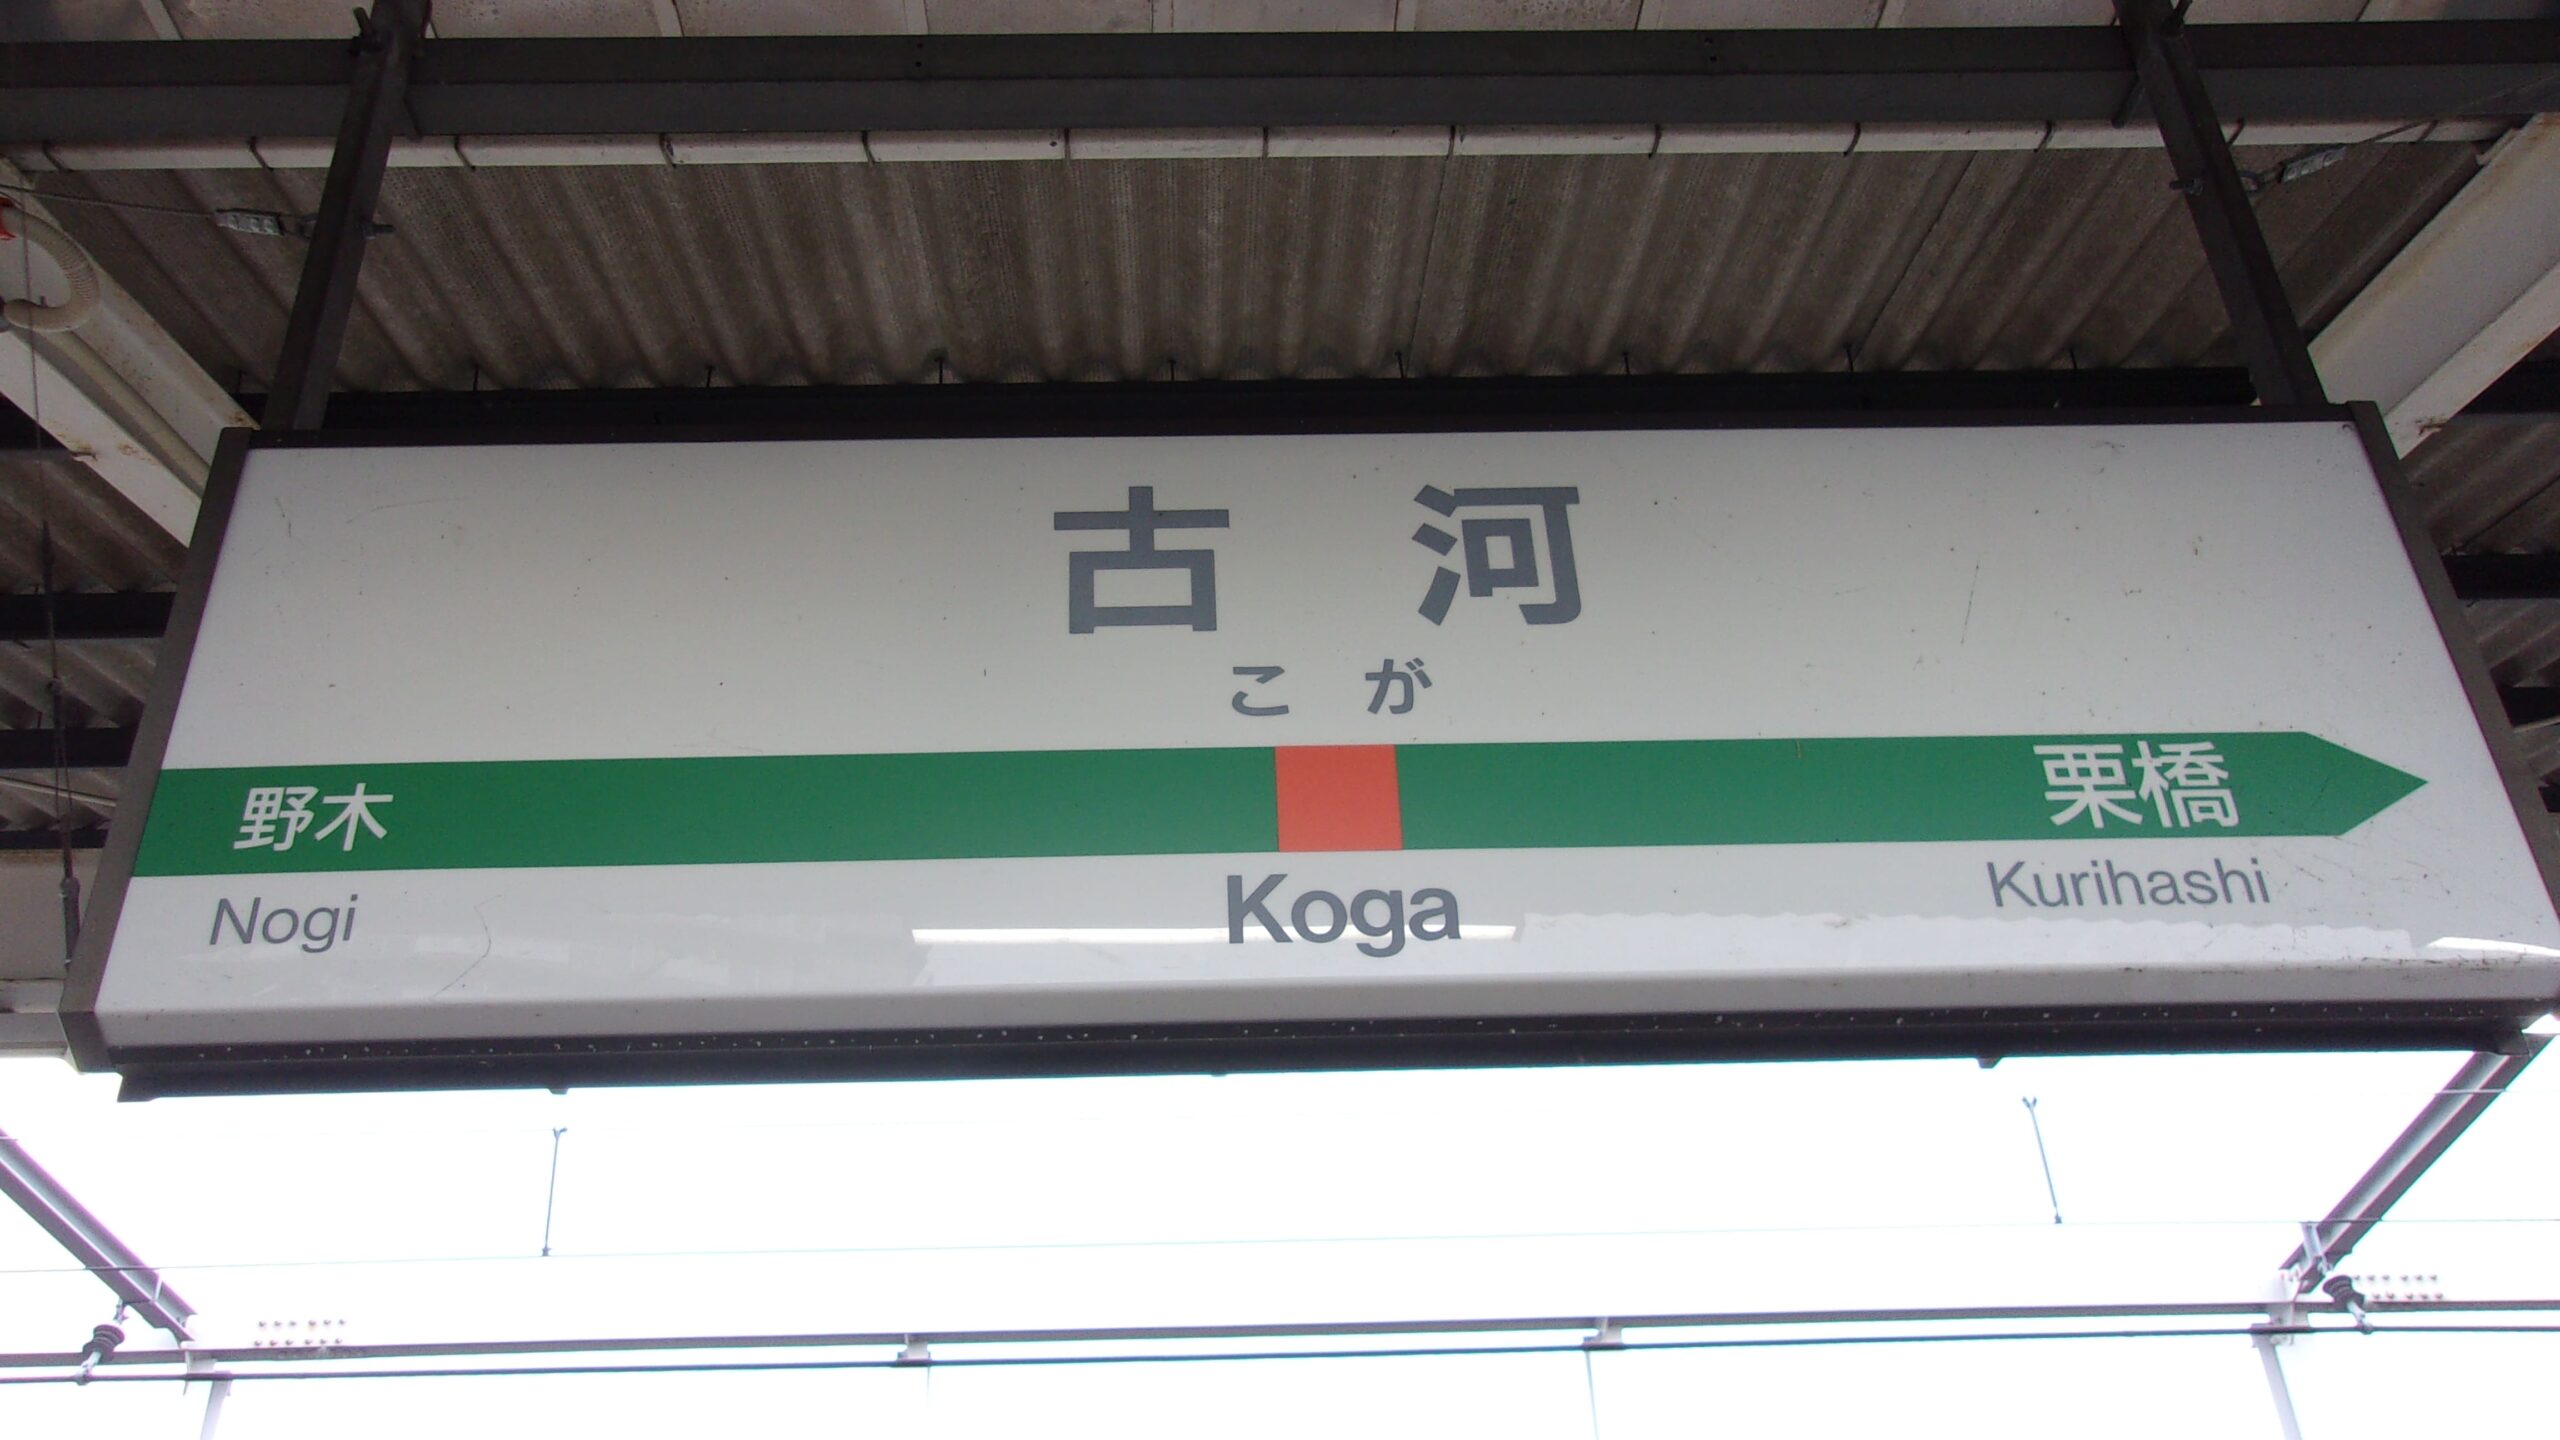 古河
こが
野木
栗橋
Nogi
Koga
Kurihashi